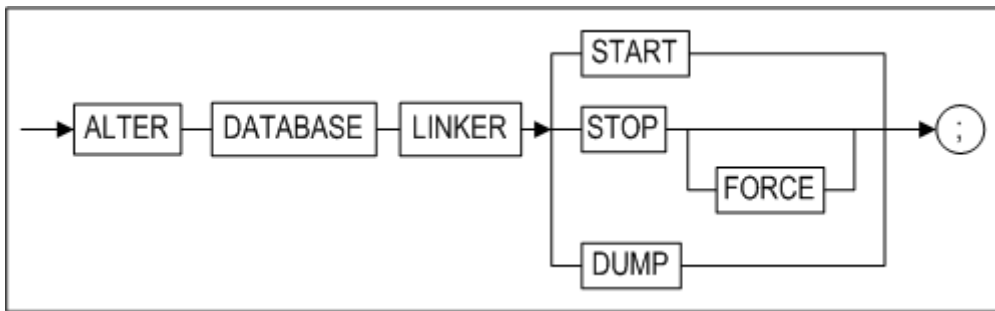 START
ALTER DATABASE LINKER STOP ;
FORCE
DUMP